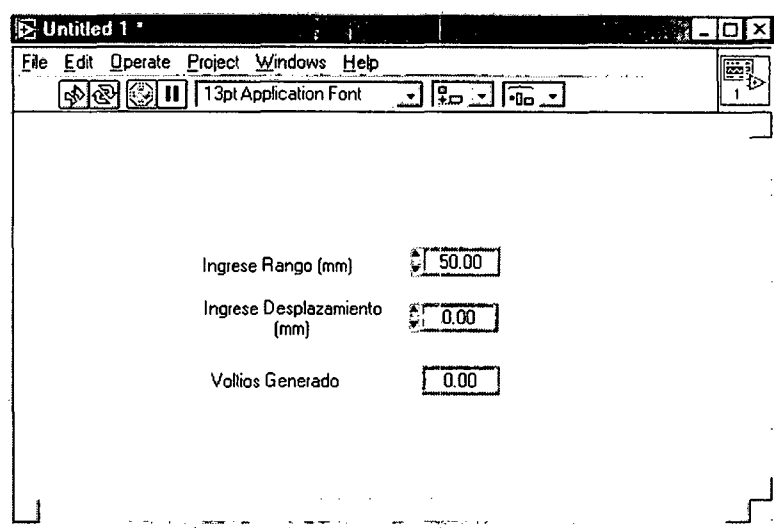 Untitled 1 *
File Edit Operate Project Windows Help
13pt Application Font
1
Ingrese Rango (mm) 50.00
Ingrese Desplazamiento
(mm) 0.00
Voltios Generado 0.00